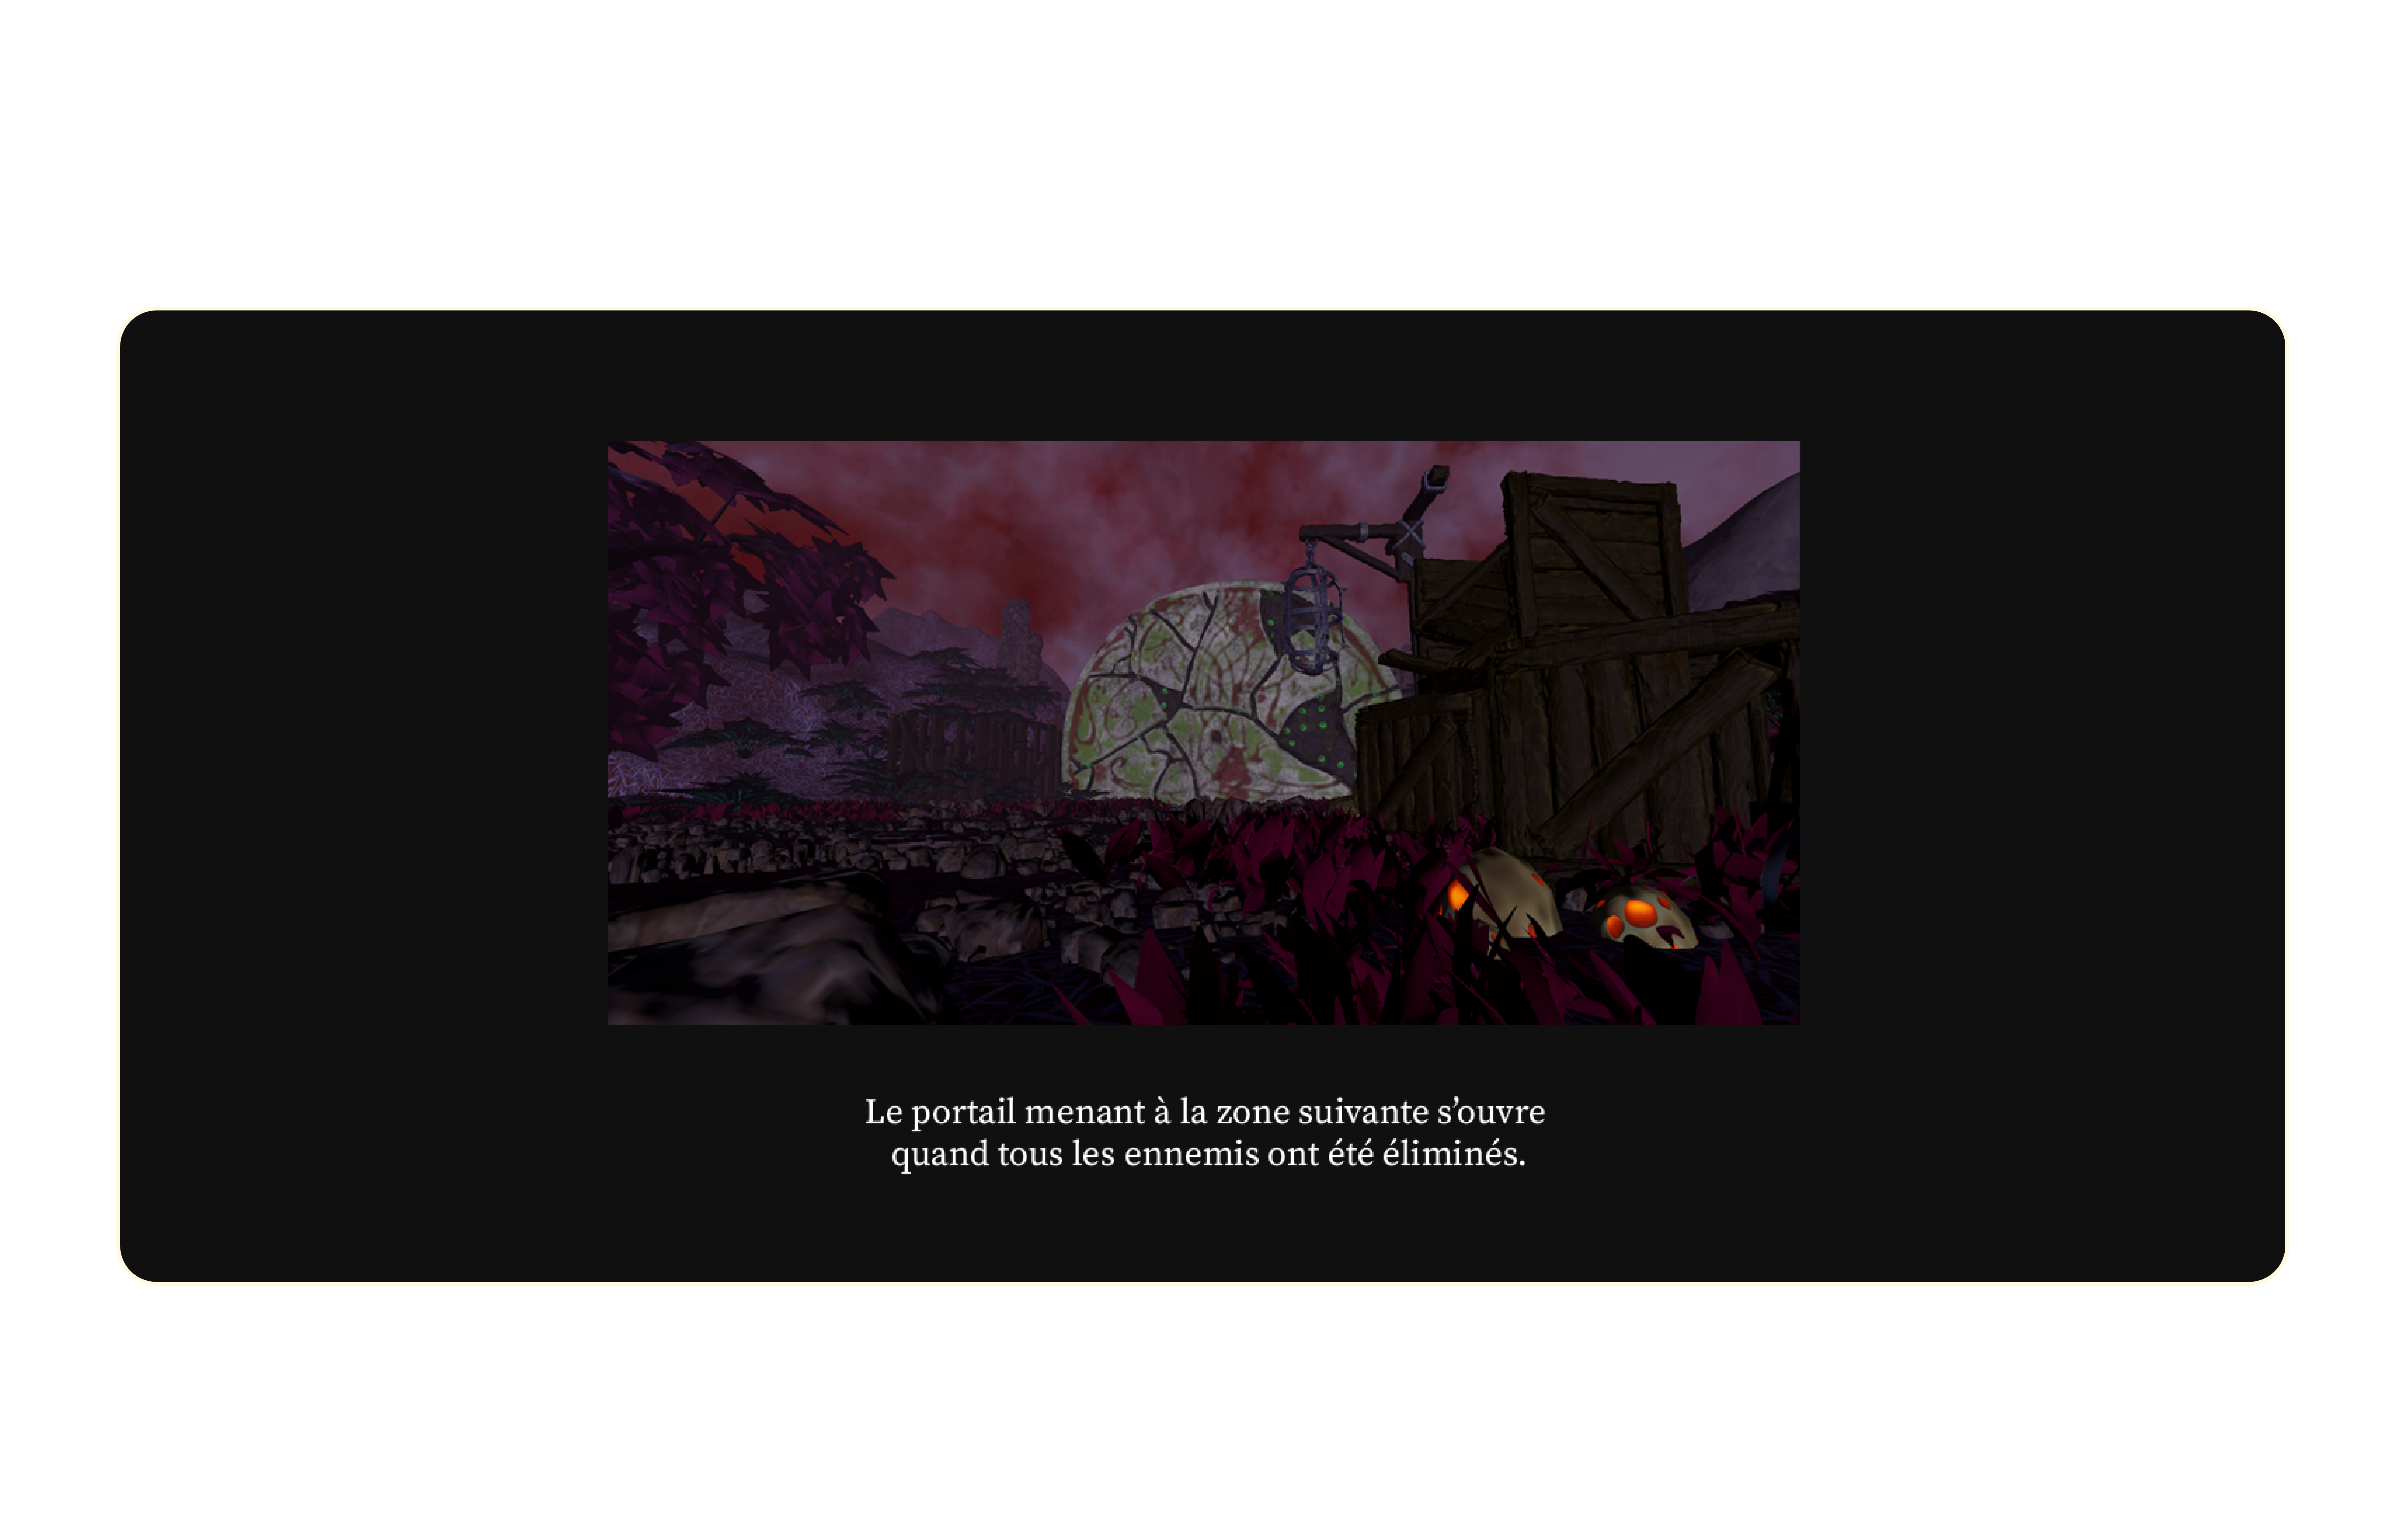 Le portail menant à la zone suivante s’ouvre
quand tous les ennemis ont été éliminés.